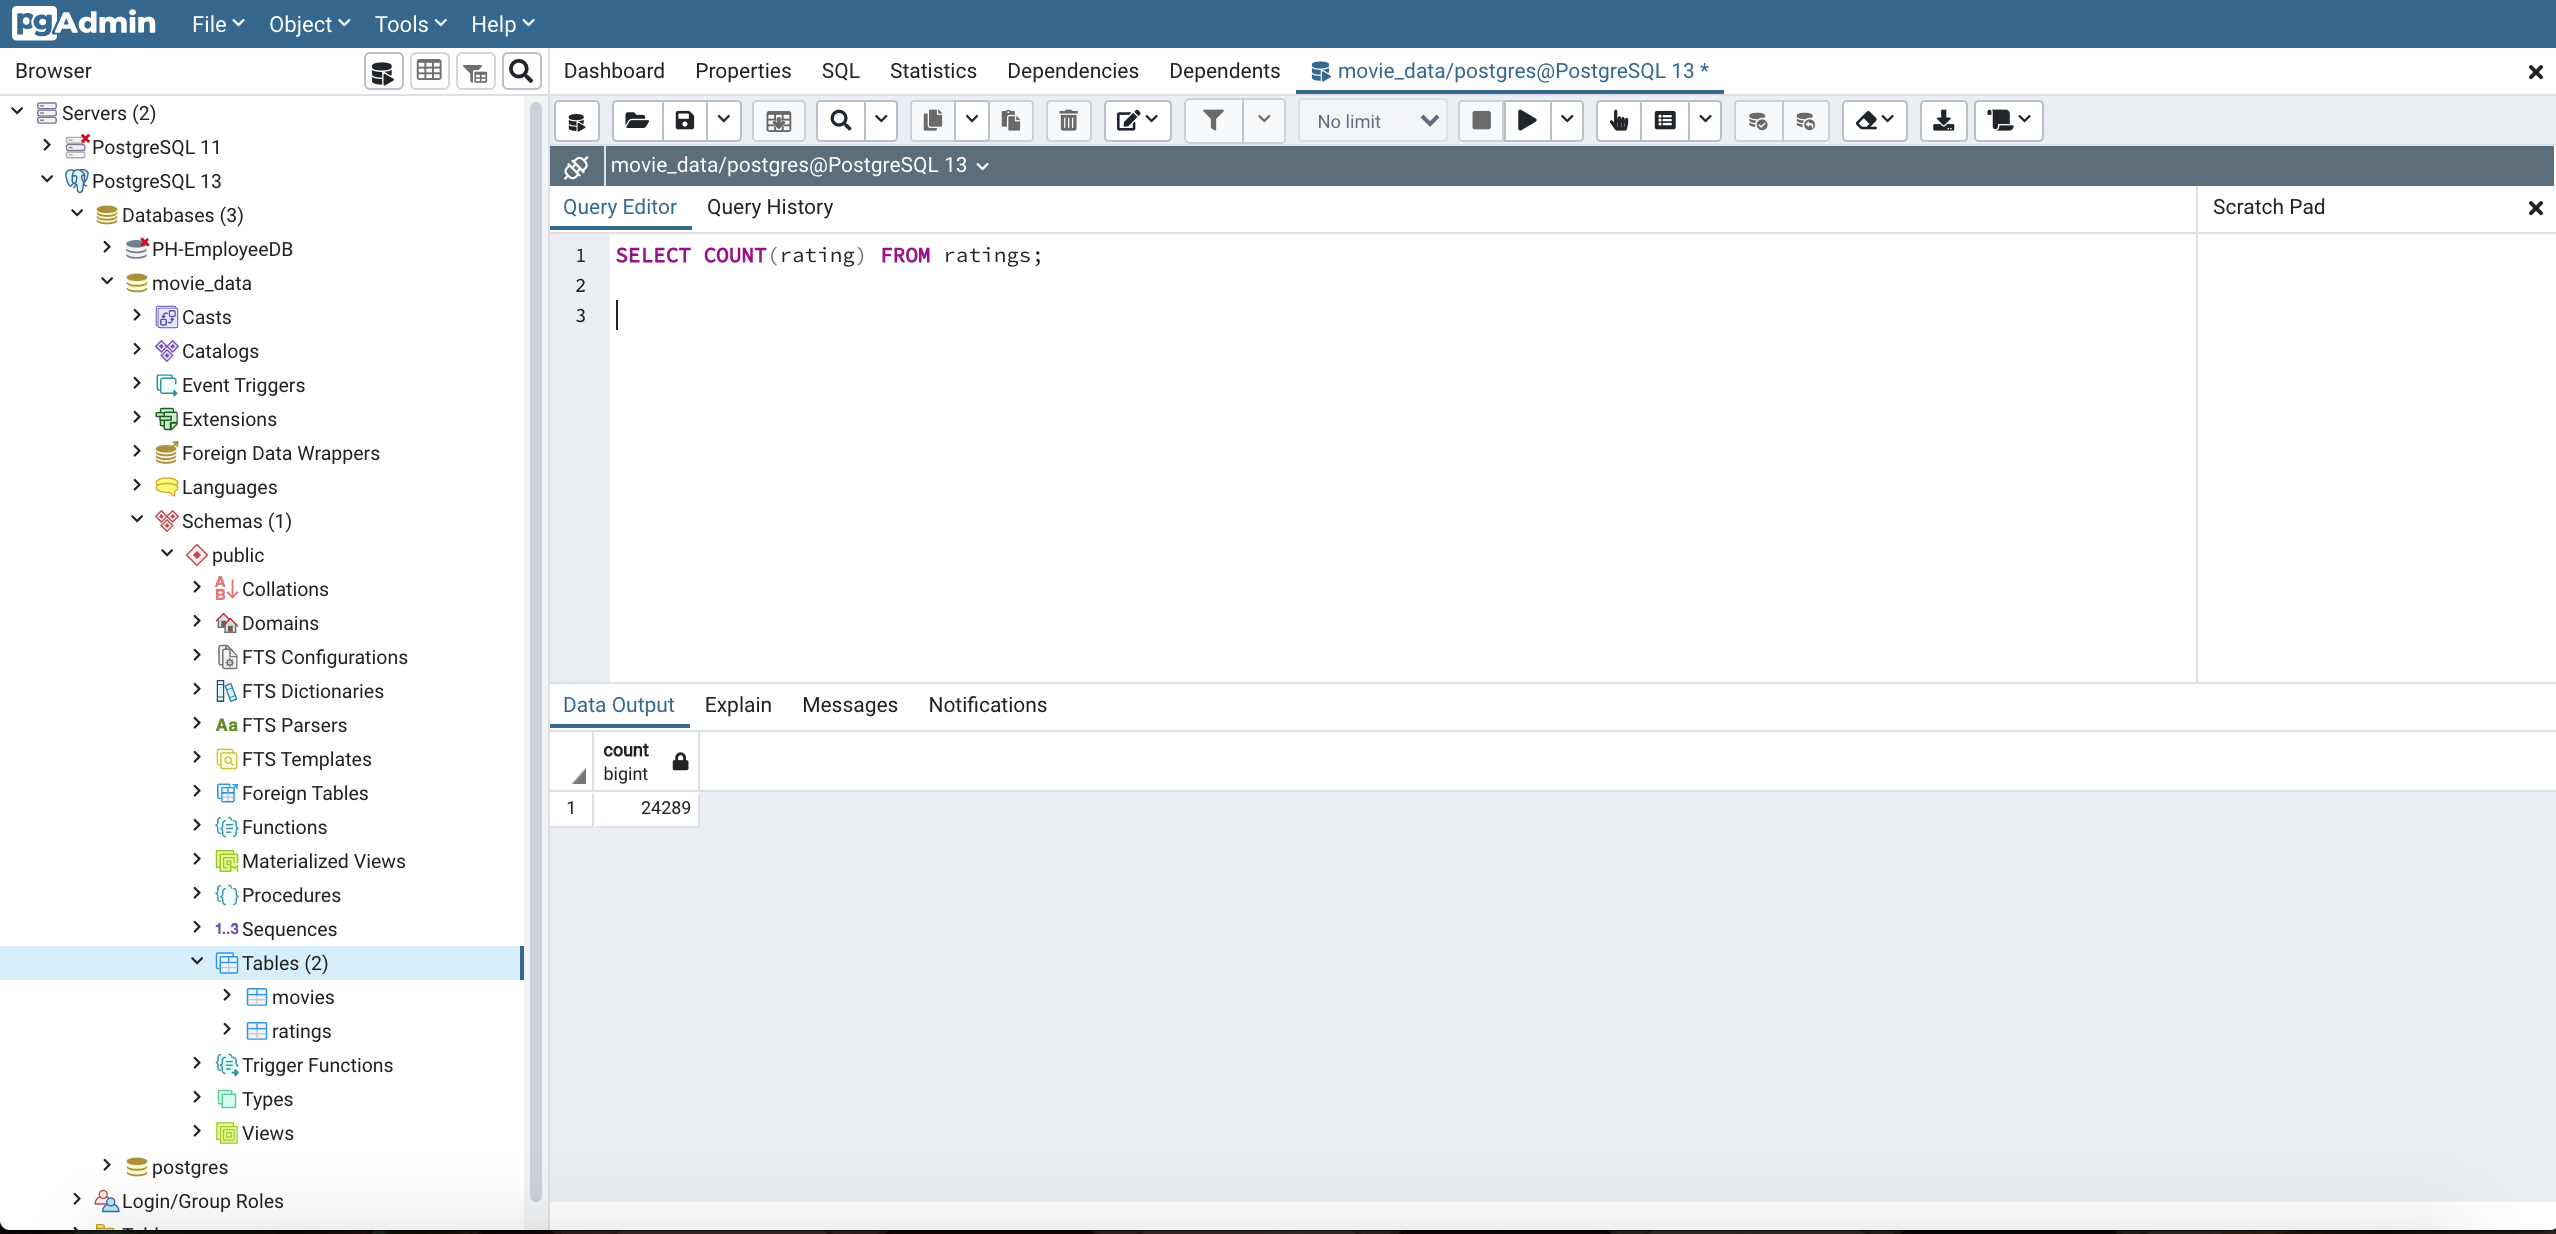 pgAdmin File Object Tools Help
Browser
Dashboard Properties SQL Statistics Dependencies Dependents movie_data/postgres@PostgreSQL 13 *
No limit
movie_data/postgres@PostgreSQL 13
Query Editor Query History
Scratch Pad
1 SELECT COUNT(rating) FROM ratings;
2
3
Data Output Explain Messages Notifications
count
bigint
1 24289
Servers (2)
PostgreSQL 11
PostgreSQL 13
Databases (3)
PH-EmployeeDB
movie_data
Casts
Catalogs
Event Triggers
Extensions
Foreign Data Wrappers
Languages
Schemas (1)
public
Collations
Domains
FTS Configurations
FTS Dictionaries
Aa FTS Parsers
FTS Templates
Foreign Tables
Functions
Materialized Views
Procedures
1..3 Sequences
Tables (2)
movies
ratings
Trigger Functions
Types
Views
postgres
Login/Group Roles